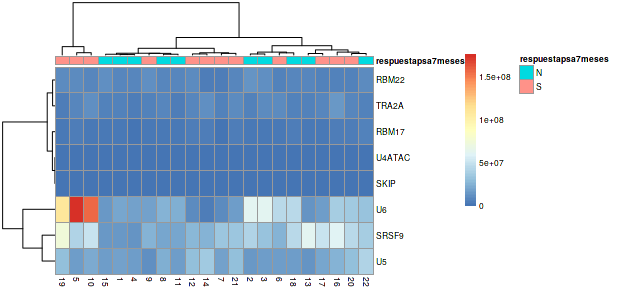 respuestapsa7meses
RBM22
TRA2A
RBM17
U4ATAC
SKIP
U6
SRSF9
U5
19 5 10 15 1 4 9 8 11 12 14 7 21 2 3 6 18 13 17 16 20 22
1.5e+08
1e+08
5e+07
0
respuestapsa7meses
N
S